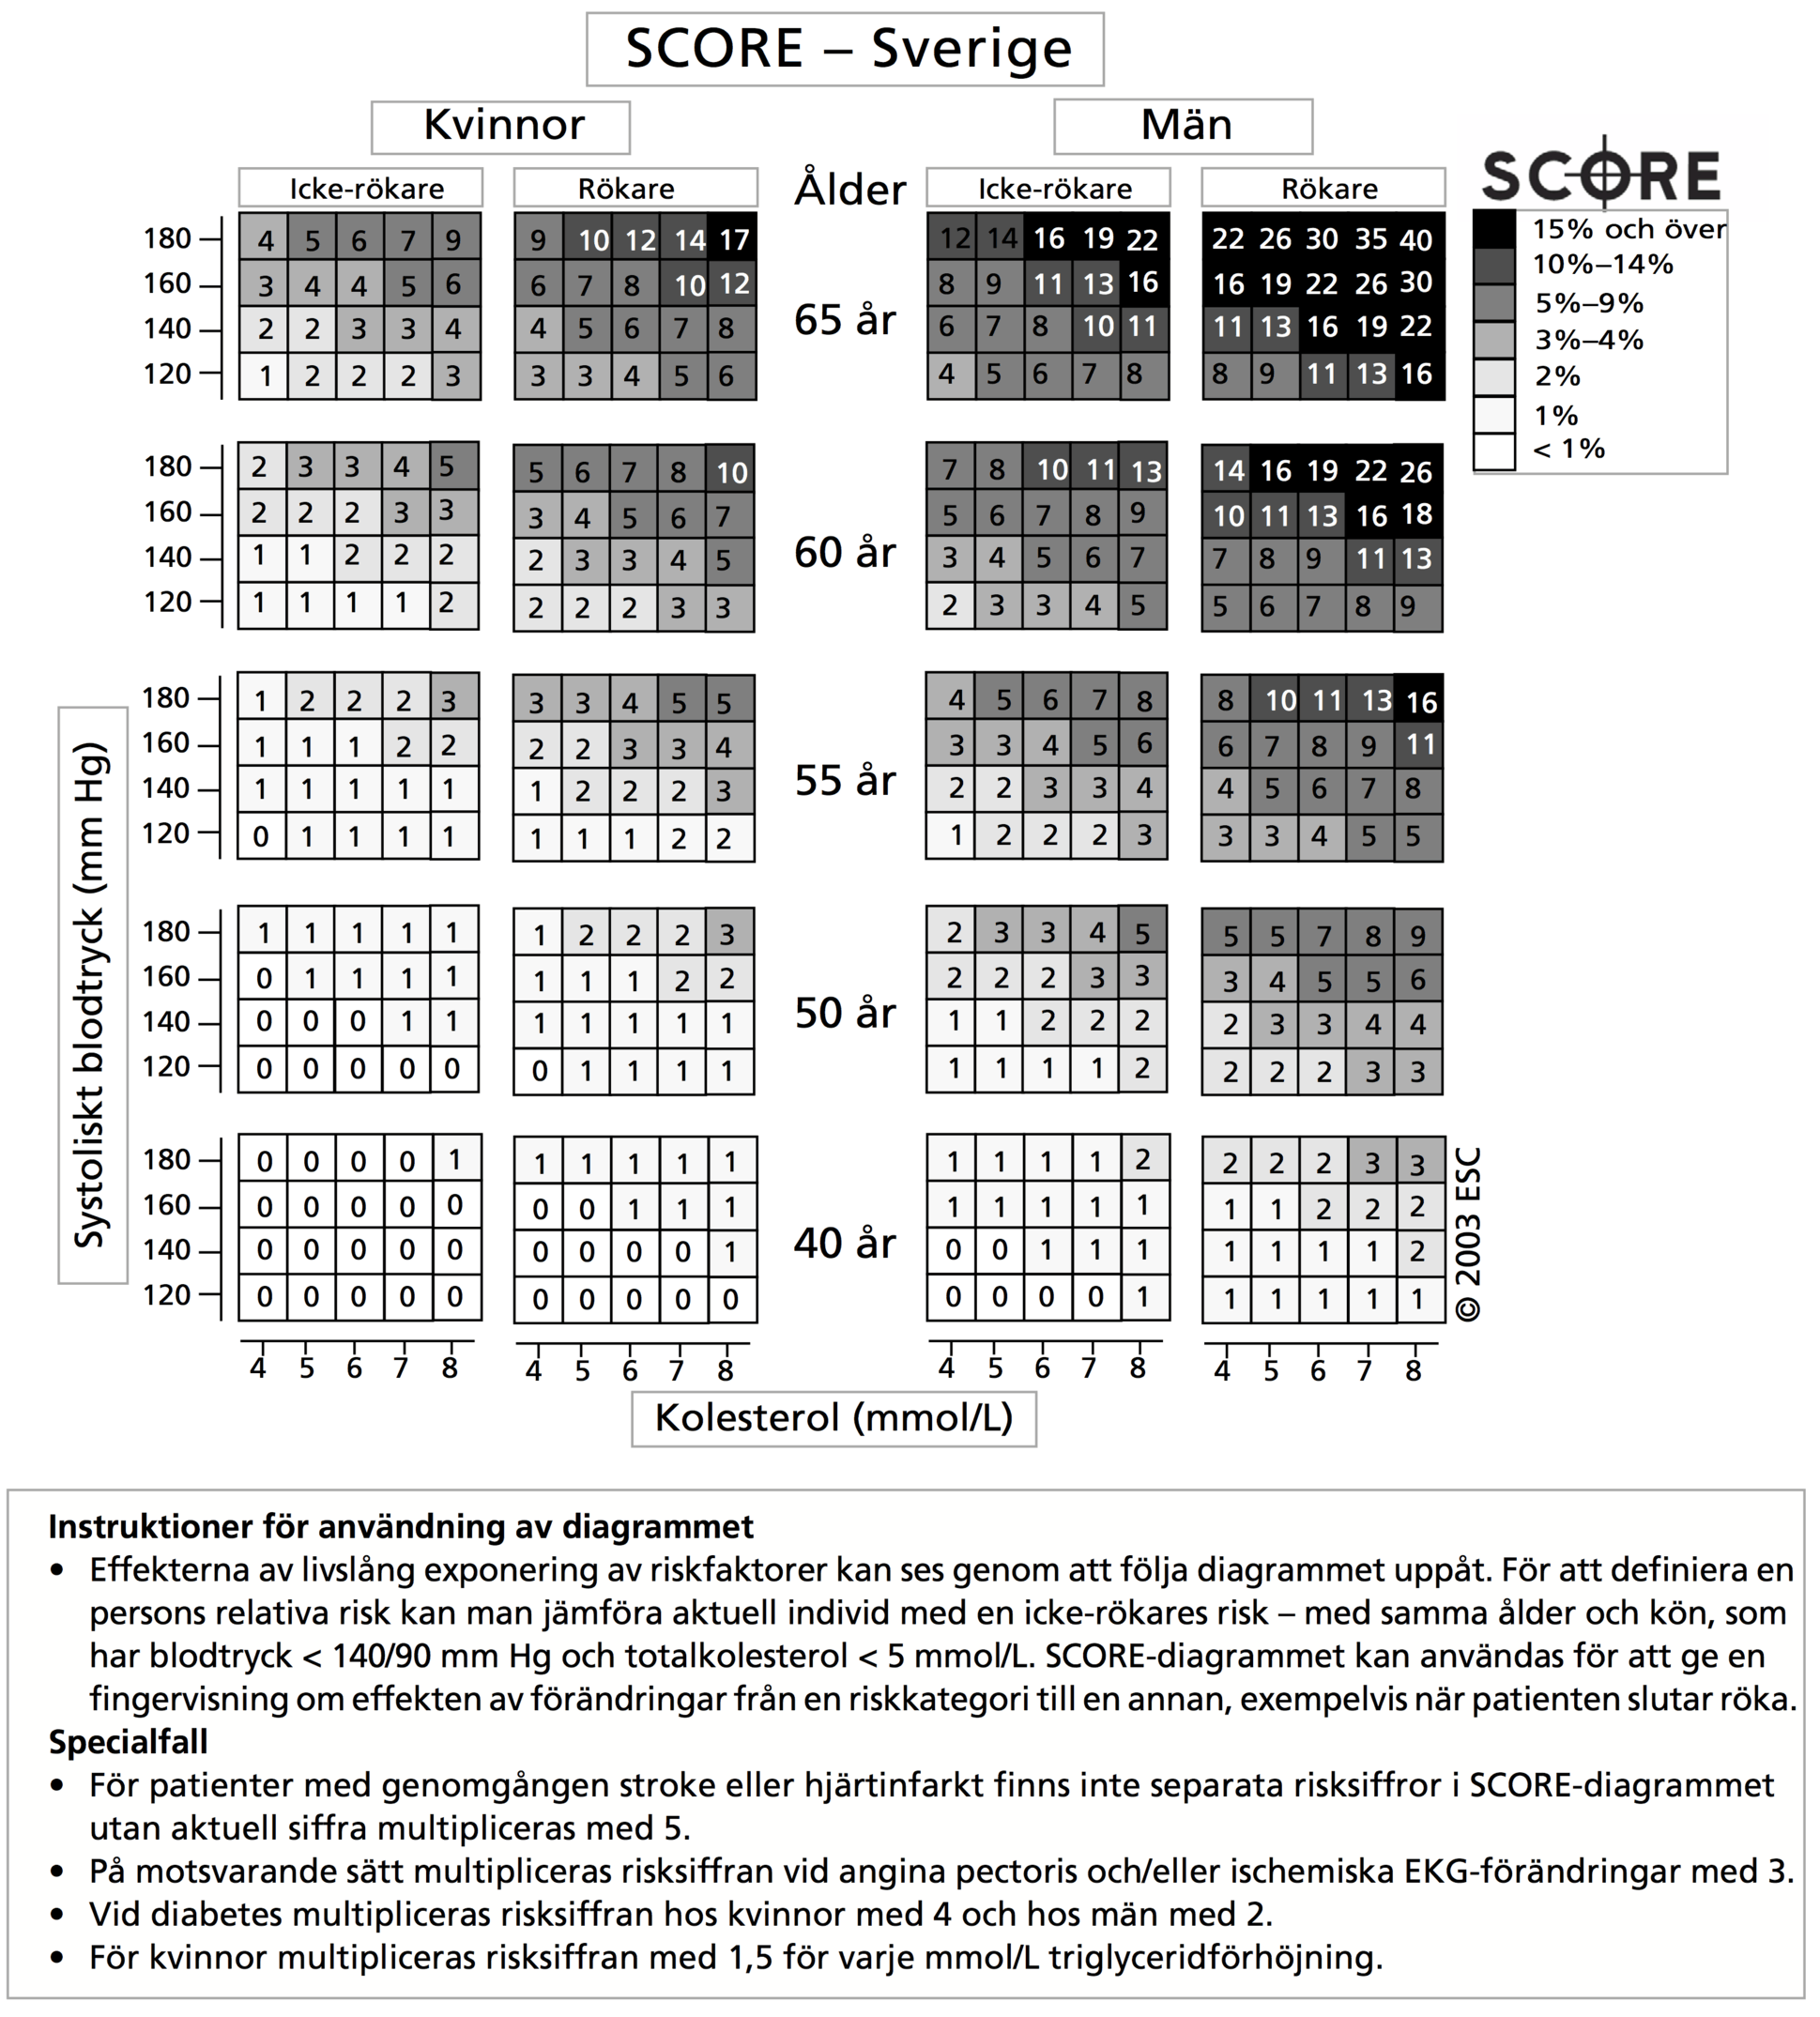 SCORE – Sverige
Kvinnor Män
Icke-rökare Rökare Ålder Icke-rökare Rökare
SCORE
15% och över
10%–14%
5%–9%
3%–4%
2%
1%
< 1%
180 4 5 6 7 9 9 10 12 14 17 12 14 16 19 22 22 26 30 35 40
160 3 4 4 5 6 6 7 8 10 12 8 9 11 13 16 16 19 22 26 30
65 år
140 2 2 3 3 4 4 5 6 7 8 6 7 8 10 11 11 13 16 19 22
120 1 2 2 2 3 3 3 4 5 6 4 5 6 7 8 8 9 11 13 16
180 2 3 3 4 5 5 6 7 8 10 7 8 10 11 13 14 16 19 22 26
160 2 2 2 3 3 3 4 5 6 7 5 6 7 8 9 10 11 13 16 18
60 år
140 1 1 2 2 2 2 3 3 4 5 3 4 5 6 7 7 8 9 11 13
120 1 1 1 1 2 2 2 2 3 3 2 3 3 4 5 5 6 7 8 9
180 1 2 2 2 3 3 3 4 5 5 4 5 6 7 8 8 10 11 13 16
160 1 1 1 2 2 2 2 3 3 4 3 3 4 5 6 6 7 8 9 11
55 år
140 1 1 1 1 1 1 2 2 2 3 2 2 3 3 4 4 5 6 7 8
120 0 1 1 1 1 1 1 1 2 2 1 2 2 2 3 3 3 4 5 5
180 1 1 1 1 1 1 2 2 2 3 2 3 3 4 5 5 5 7 8 9
160 0 1 1 1 1 1 1 1 2 2 2 2 2 3 3 3 4 5 5 6
50 år
140 0 0 0 1 1 1 1 1 1 1 1 1 2 2 2 2 3 3 4 4
120 0 0 0 0 0 0 1 1 1 1 1 1 1 1 2 2 2 2 3 3
180 0 0 0 0 1 1 1 1 1 1 1 1 1 1 2 2 2 2 3 3
160 0 0 0 0 0 0 0 1 1 1 1 1 1 1 1 1 1 2 2 2
40 år
140 0 0 0 0 0 0 0 0 0 1 0 0 1 1 1 1 1 1 1 2
120 0 0 0 0 0 0 0 0 0 0 0 0 0 0 1 1 1 1 1 1
Systoliskt blodtryck (mm Hg)
© 2003 ESC
4 5 6 7 8 4 5 6 7 8 4 5 6 7 8 4 5 6 7 8
Kolesterol (mmol/L)
Instruktioner för användning av diagrammet
• Effekterna av livslång exponering av riskfaktorer kan ses genom att följa diagrammet uppåt. För att definiera en
persons relativa risk kan man jämföra aktuell individ med en icke-rökares risk – med samma ålder och kön, som
har blodtryck < 140/90 mm Hg och totalkolesterol < 5 mmol/L. SCORE-diagrammet kan användas för att ge en
fingervisning om effekten av förändringar från en riskkategori till en annan, exempelvis när patienten slutar röka.
Specialfall
• För patienter med genomgången stroke eller hjärtinfarkt finns inte separata risksiffror i SCORE-diagrammet
utan aktuell siffra multipliceras med 5.
• På motsvarande sätt multipliceras risksiffran vid angina pectoris och/eller ischemiska EKG-förändringar med 3.
• Vid diabetes multipliceras risksiffran hos kvinnor med 4 och hos män med 2.
• För kvinnor multipliceras risksiffran med 1,5 för varje mmol/L triglyceridförhöjning.